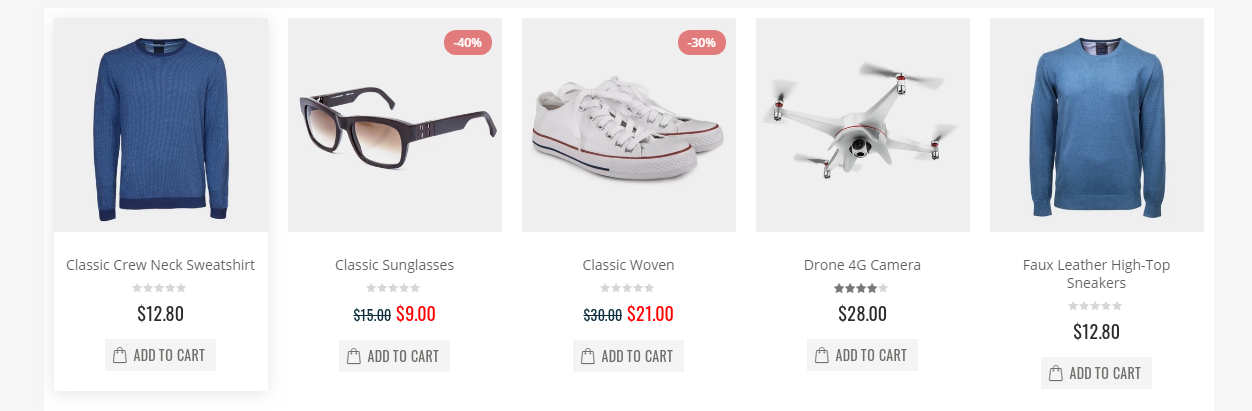 -40%
-30%
Classic Crew Neck Sweatshirt
$12.80
ADD TO CART
Classic Sunglasses
$15.00 $9.00
ADD TO CART
Classic Woven
$30.00 $21.00
ADD TO CART
Drone 4G Camera
$28.00
ADD TO CART
Faux Leather High-Top
Sneakers
$12.80
ADD TO CART